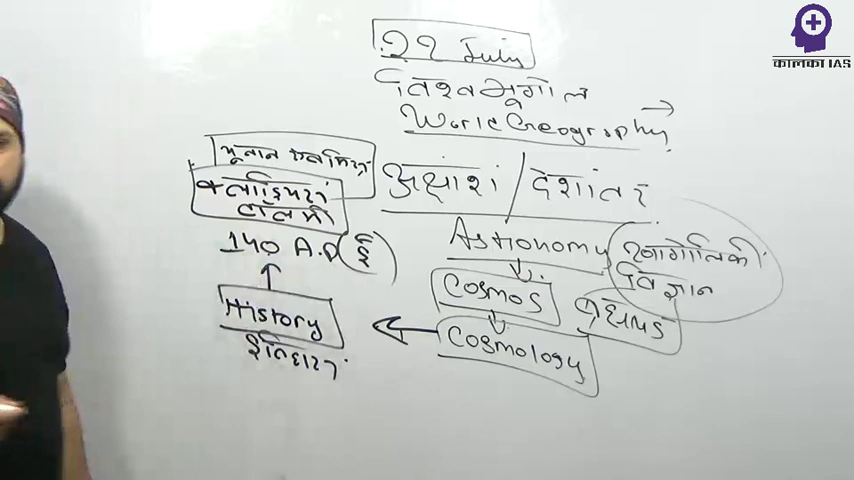 कालका IAS
22 July
विश्व भूगोल
World Geography
यूनान एवं मिश्र
क्लाडियस
टॉलमी
140 A.D (ई)
अक्षांश / देशांतर
Astronomy
खगोलिकी
विज्ञान
Cosmos
ब्रह्माण्ड
Cosmology
History
इतिहास